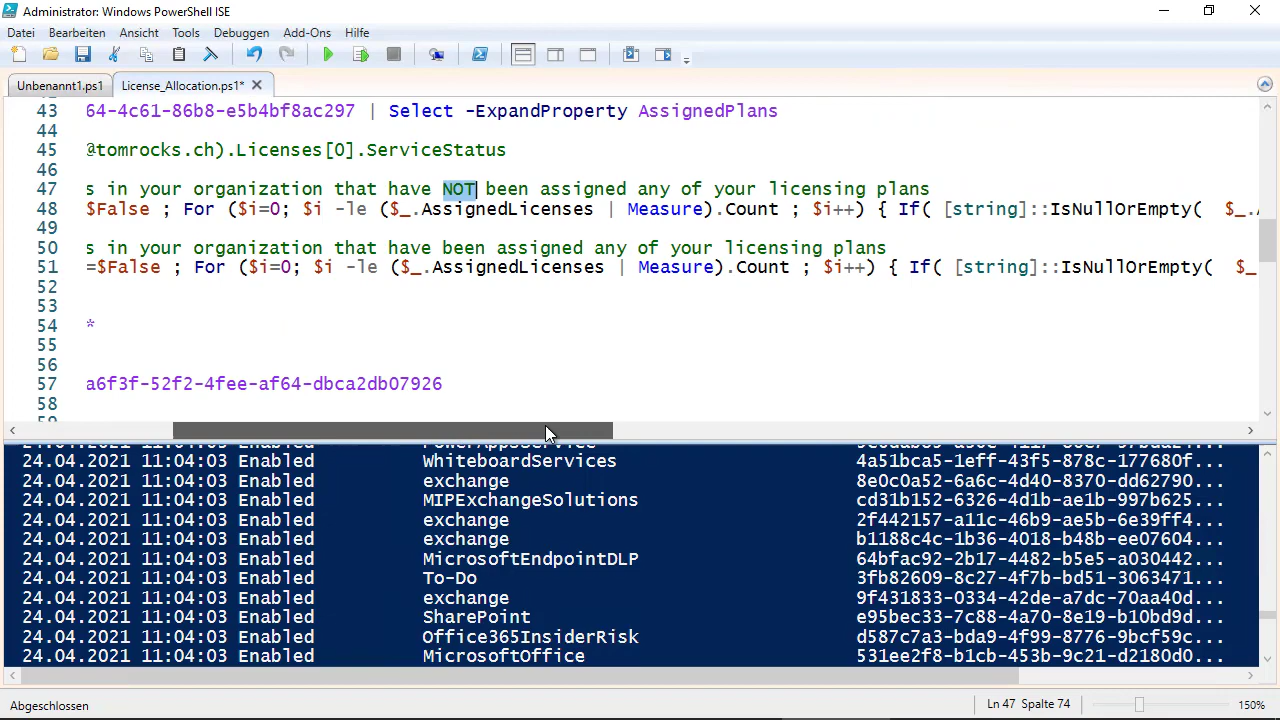 Administrator: Windows PowerShell ISE
Datei Bearbeiten Ansicht Tools Debuggen Add-Ons Hilfe
Unbenannt1.ps1 License_Allocation.ps1*
43 64-4c61-86b8-e5b4bf8ac297 | Select -ExpandProperty AssignedPlans
44
45 @tomrocks.ch).Licenses[0].ServiceStatus
46
47 s in your organization that have NOT been assigned any of your licensing plans
48 $False ; For ($i=0; $i -le ($_.AssignedLicenses | Measure).Count ; $i++) { If( [string]::IsNullOrEmpty( $_.
49
50 s in your organization that have been assigned any of your licensing plans
51 =$False ; For ($i=0; $i -le ($_.AssignedLicenses | Measure).Count ; $i++) { If( [string]::IsNullOrEmpty( $_
52
53
54 *
55
56
57 a6f3f-52f2-4fee-af64-dbca2db07926
58
24.04.2021 11:04:03 Enabled WhiteboardServices 4a51bca5-1eff-43f5-878c-177680f...
24.04.2021 11:04:03 Enabled exchange 8e0c0a52-6a6c-4d40-8370-dd62790...
24.04.2021 11:04:03 Enabled MIPExchangeSolutions cd31b152-6326-4d1b-ae1b-997b625...
24.04.2021 11:04:03 Enabled exchange 2f442157-a11c-46b9-ae5b-6e39ff4...
24.04.2021 11:04:03 Enabled exchange b1188c4c-1b36-4018-b48b-ee07604...
24.04.2021 11:04:03 Enabled MicrosoftEndpointDLP 64bfac92-2b17-4482-b5e5-a030442...
24.04.2021 11:04:03 Enabled To-Do 3fb82609-8c27-4f7b-bd51-3063471...
24.04.2021 11:04:03 Enabled exchange 9f431833-0334-42de-a7dc-70aa40d...
24.04.2021 11:04:03 Enabled SharePoint e95bec33-7c88-4a70-8e19-b10bd9d...
24.04.2021 11:04:03 Enabled Office365InsiderRisk d587c7a3-bda9-4f99-8776-9bcf59c...
24.04.2021 11:04:03 Enabled MicrosoftOffice 531ee2f8-b1cb-453b-9c21-d2180d0...
Abgeschlossen Ln 47 Spalte 74 150%